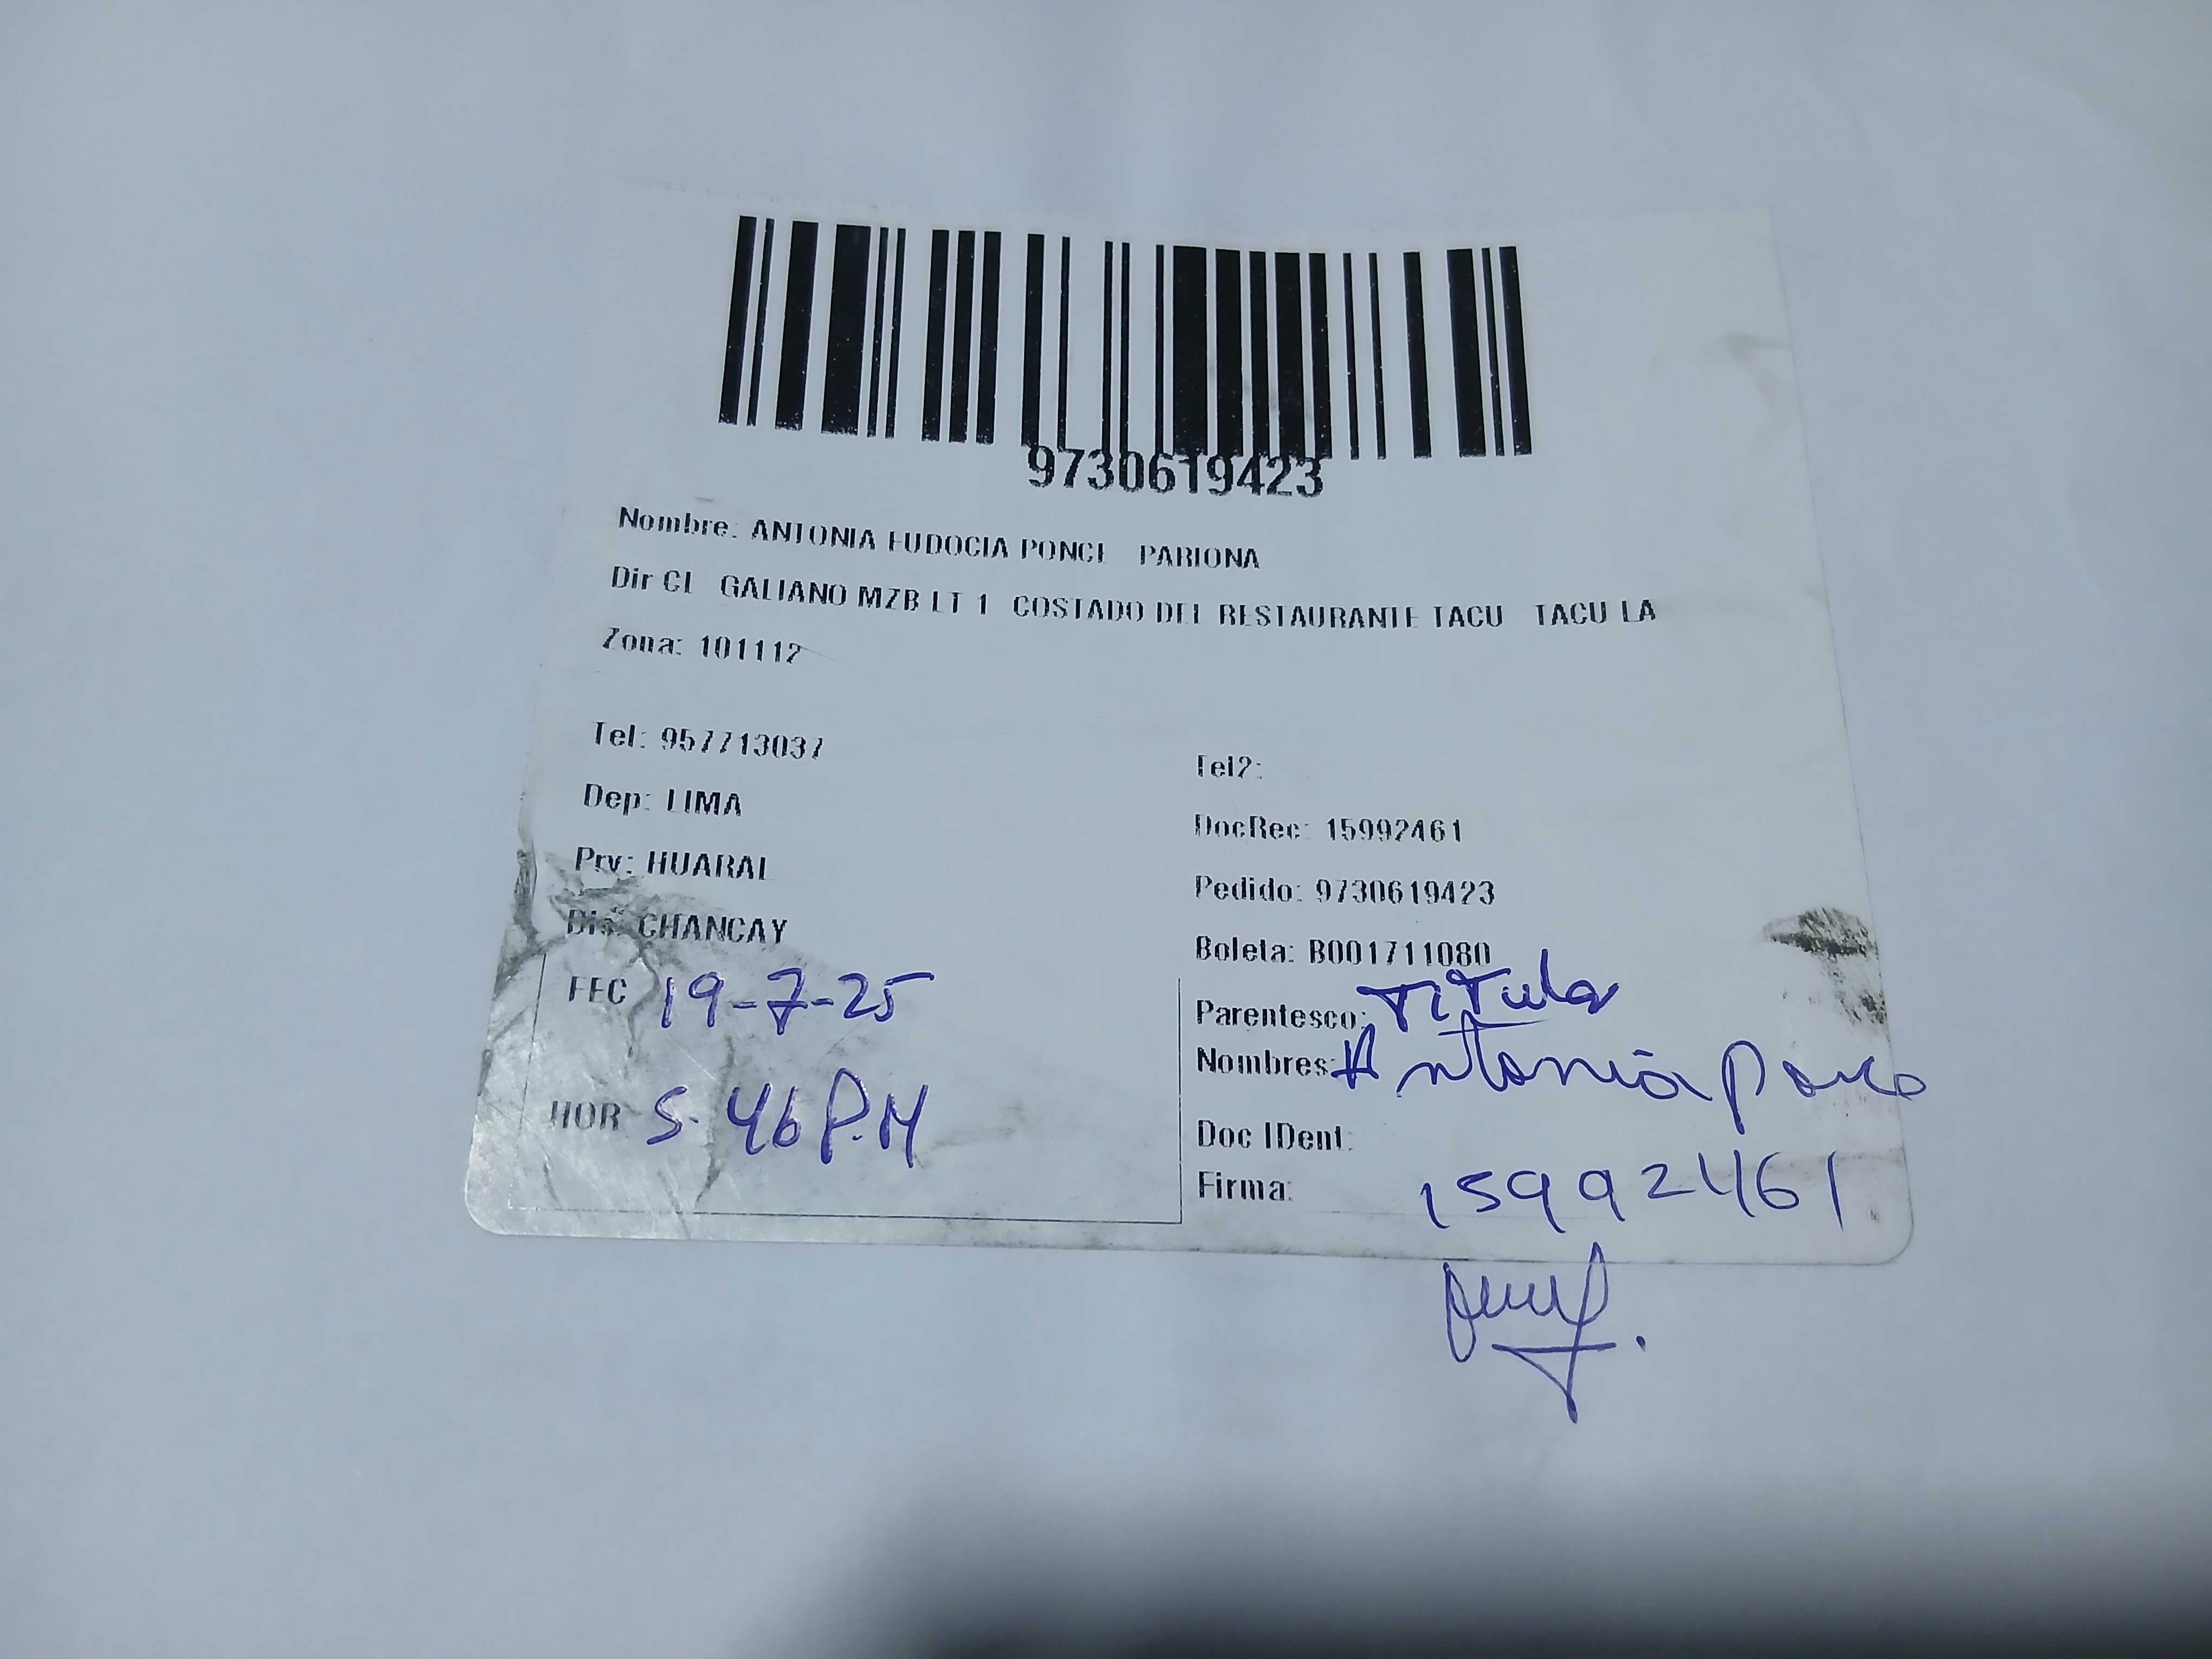 9730619423
Nombre: ANTONIA EUDOCIA PONCE PARIONA
Dir CL GALIANO MZB LT 1 COSTADO DEL RESTAURANTE TACU TACU LA
Zona: 101112
Tel: 957713037
Tel2:
Dep: LIMA
DocRec: 15992461
Prv: HUARAL
Pedido: 9730619423
Dis: CHANCAY
Boleta: B001711080
FEC 19-7-25
Parentesco: Titular
Nombres: Antonia Ponce
HOR 5.46 P.M
Doc IDent:
Firma: 15992461